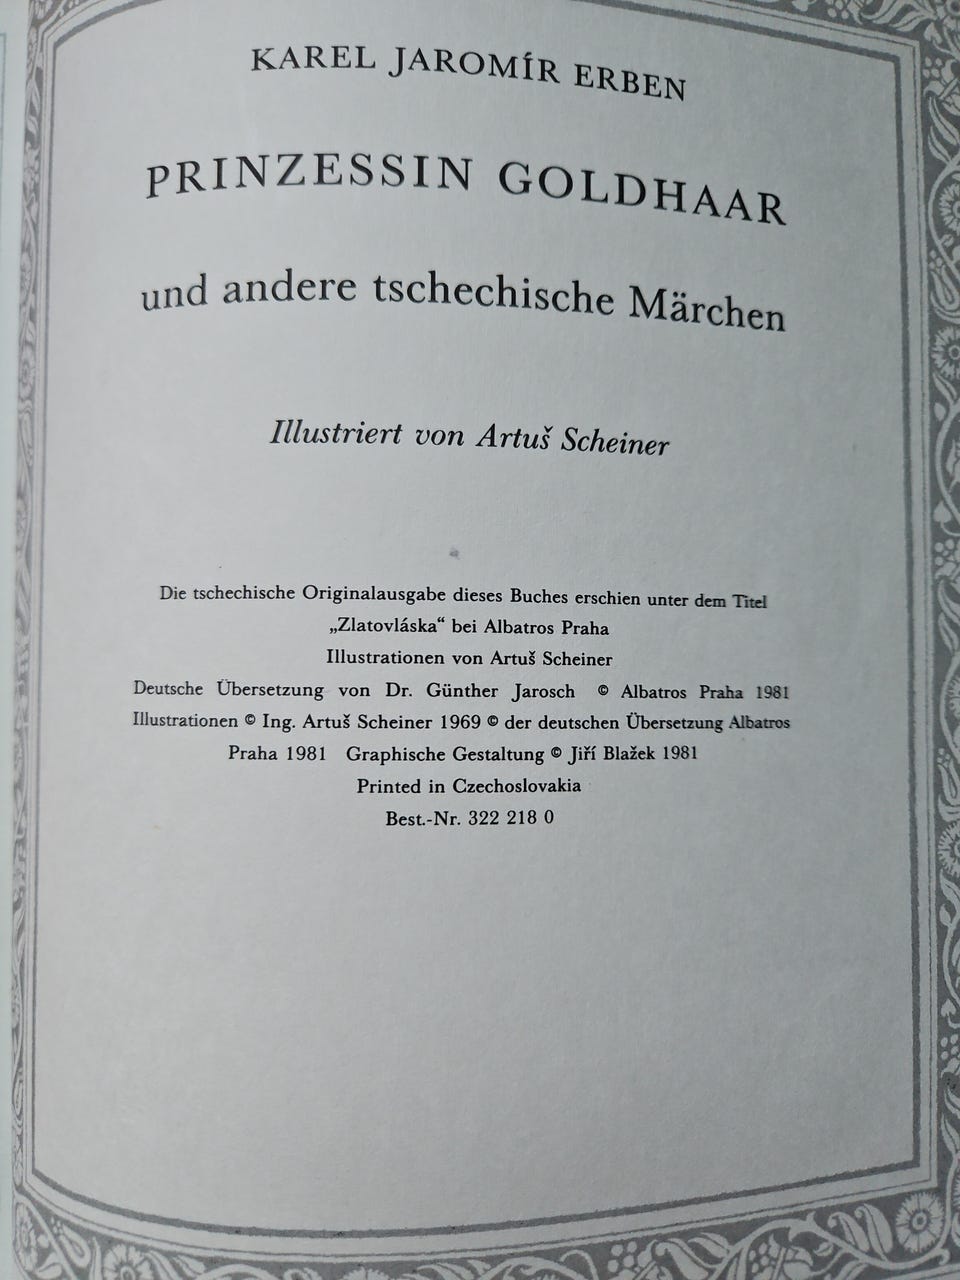 KAREL JAROMÍR ERBEN
PRINZESSIN GOLDHAAR
und andere tschechische Märchen
Illustriert von Artuš Scheiner
Die tschechische Originalausgabe dieses Buches erschien unter dem Titel
„Zlatovláska“ bei Albatros Praha
Illustrationen von Artuš Scheiner
Deutsche Übersetzung von Dr. Günther Jarosch © Albatros Praha 1981
Illustrationen © Ing. Artuš Scheiner 1969 © der deutschen Übersetzung Albatros
Praha 1981 Graphische Gestaltung © Jiří Blažek 1981
Printed in Czechoslovakia
Best.-Nr. 322 218 0